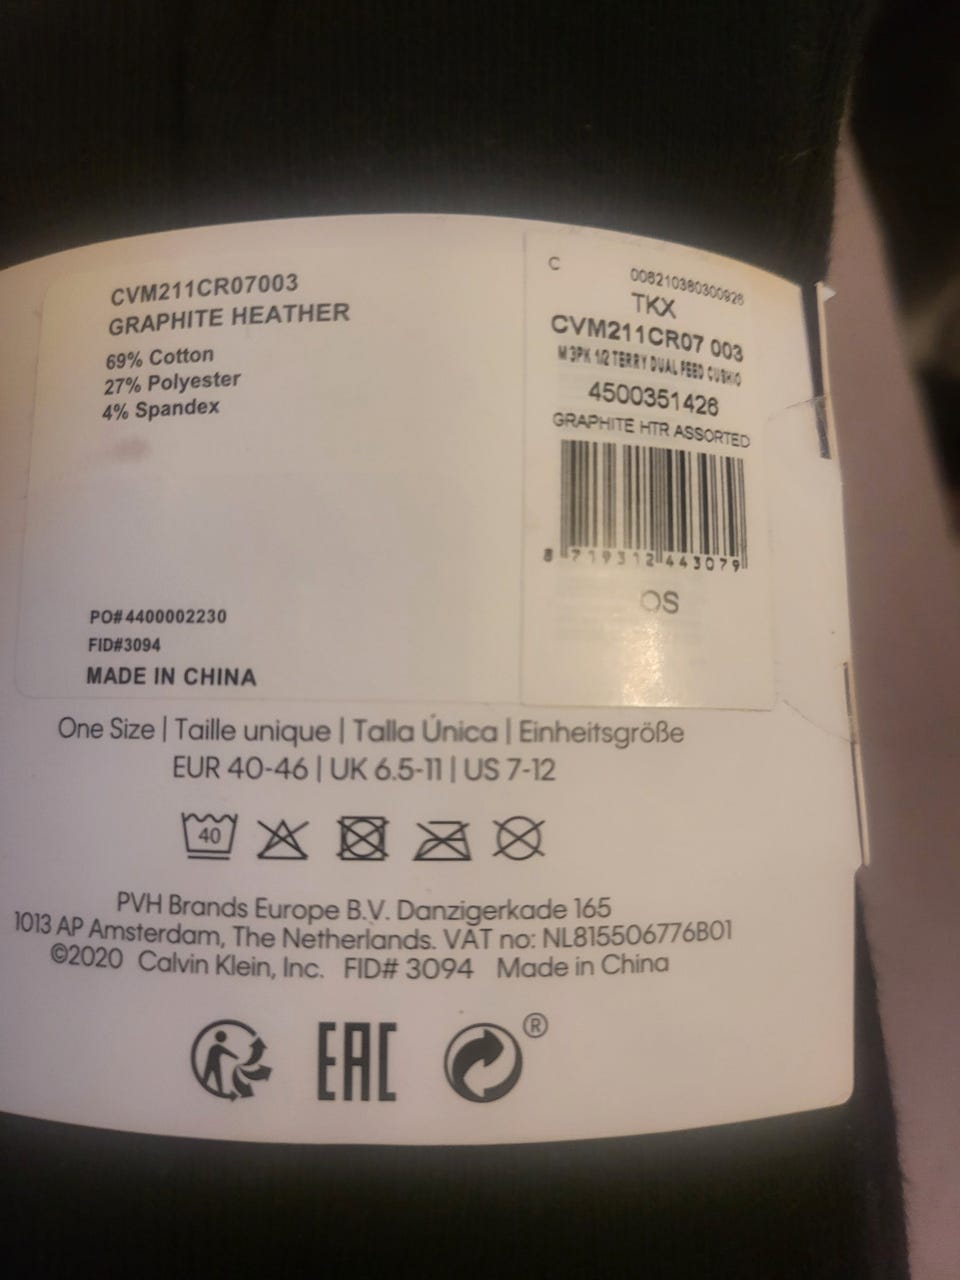 CVM211CR07003
GRAPHITE HEATHER
69% Cotton
27% Polyester
4% Spandex
PO#4400002230
FID#3094
MADE IN CHINA
C
006210380300926
TKX
CVM211CR07 003
M 3PK 1/2 TERRY DUAL FEED CUSHIO
4500351426
GRAPHITE HTR ASSORTED
8 719312 443079
OS
One Size | Taille unique | Talla Única | Einheitsgröße
EUR 40-46 | UK 6.5-11 | US 7-12
40
PVH Brands Europe B.V. Danzigerkade 165
1013 AP Amsterdam, The Netherlands. VAT no: NL815506776B01
©2020 Calvin Klein, Inc. FID# 3094 Made in China
EAC
®